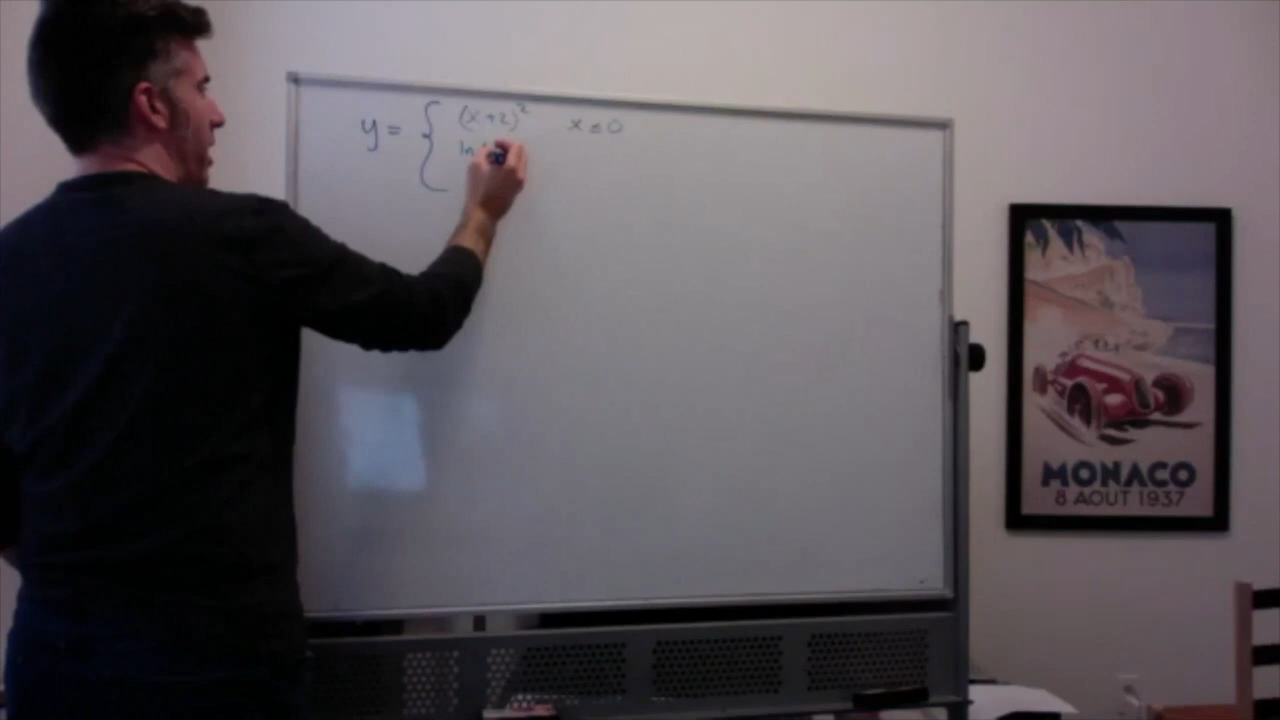 y = { (x+2)² x ≤ 0
ln
MONACO
8 AOUT 1937